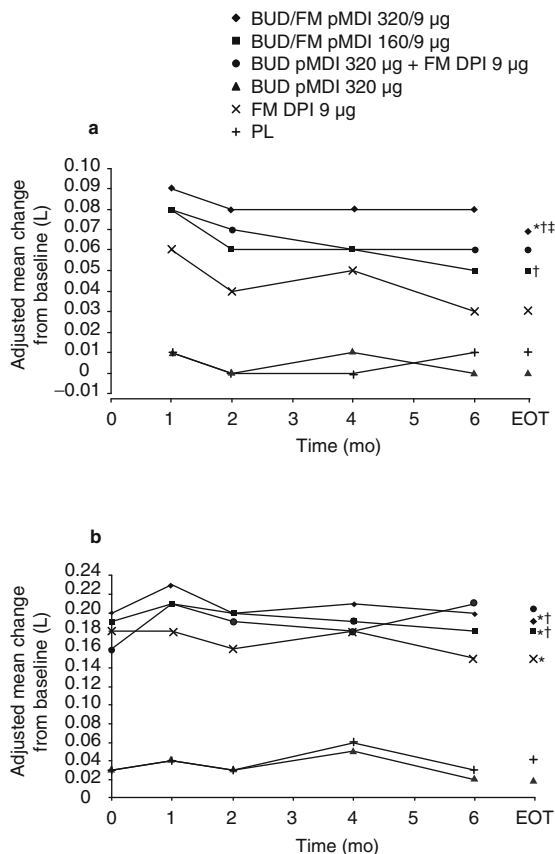 BUD/FM pMDI 320/9 µg
BUD/FM pMDI 160/9 µg
BUD pMDI 320 µg + FM DPI 9 µg
BUD pMDI 320 µg
FM DPI 9 µg
PL
a
Adjusted mean change
from baseline (L)
0.10
0.09
0.08
0.07
0.06
0.05
0.04
0.03
0.02
0.01
0
−0.01
*†‡
†
0 1 2 3 4 5 6 EOT
Time (mo)
b
Adjusted mean change
from baseline (L)
0.24
0.22
0.20
0.18
0.16
0.14
0.12
0.10
0.08
0.06
0.04
0.02
*†
*†
*
0 1 2 3 4 5 6 EOT
Time (mo)